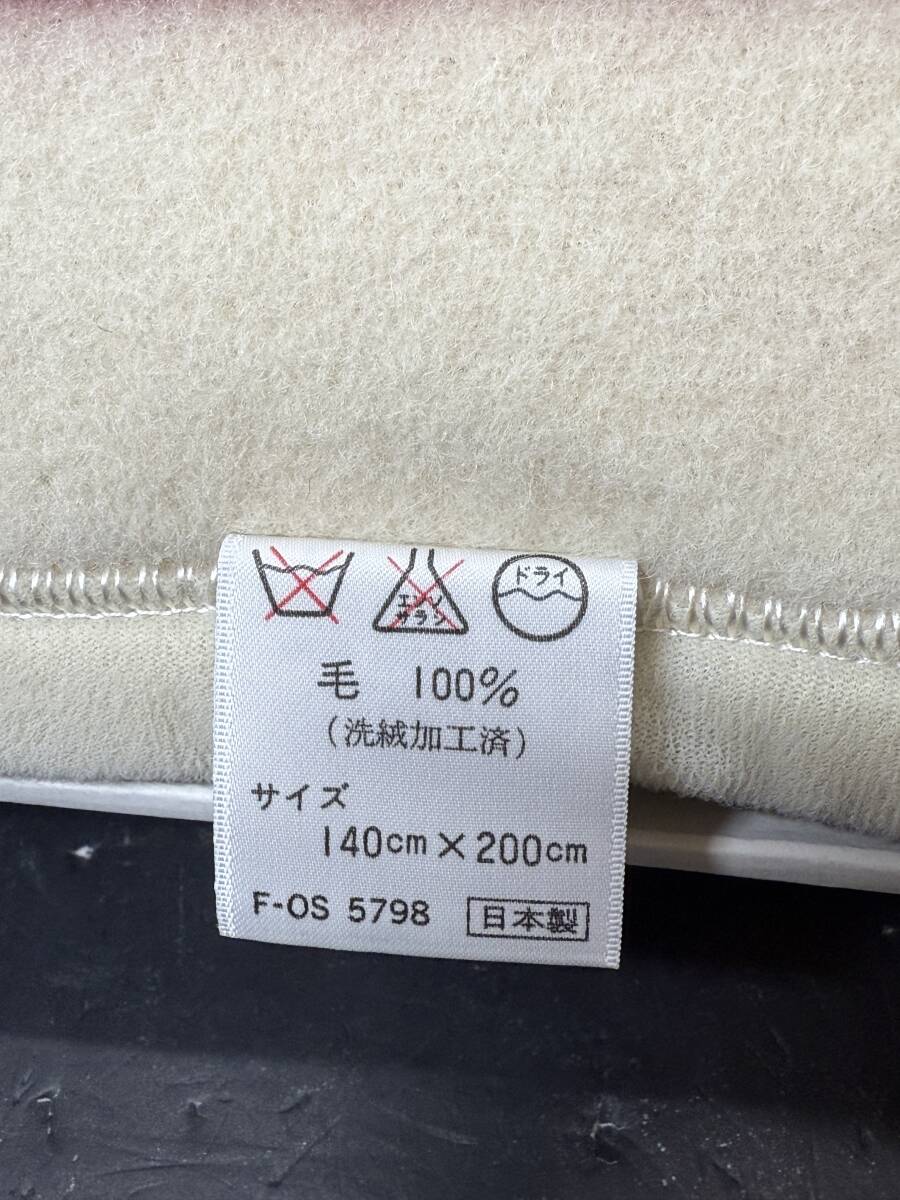 エンソ
サラシ
ドライ
毛 100%
(洗絨加工済)
サイズ
140cm×200cm
F-OS 5798 日本製